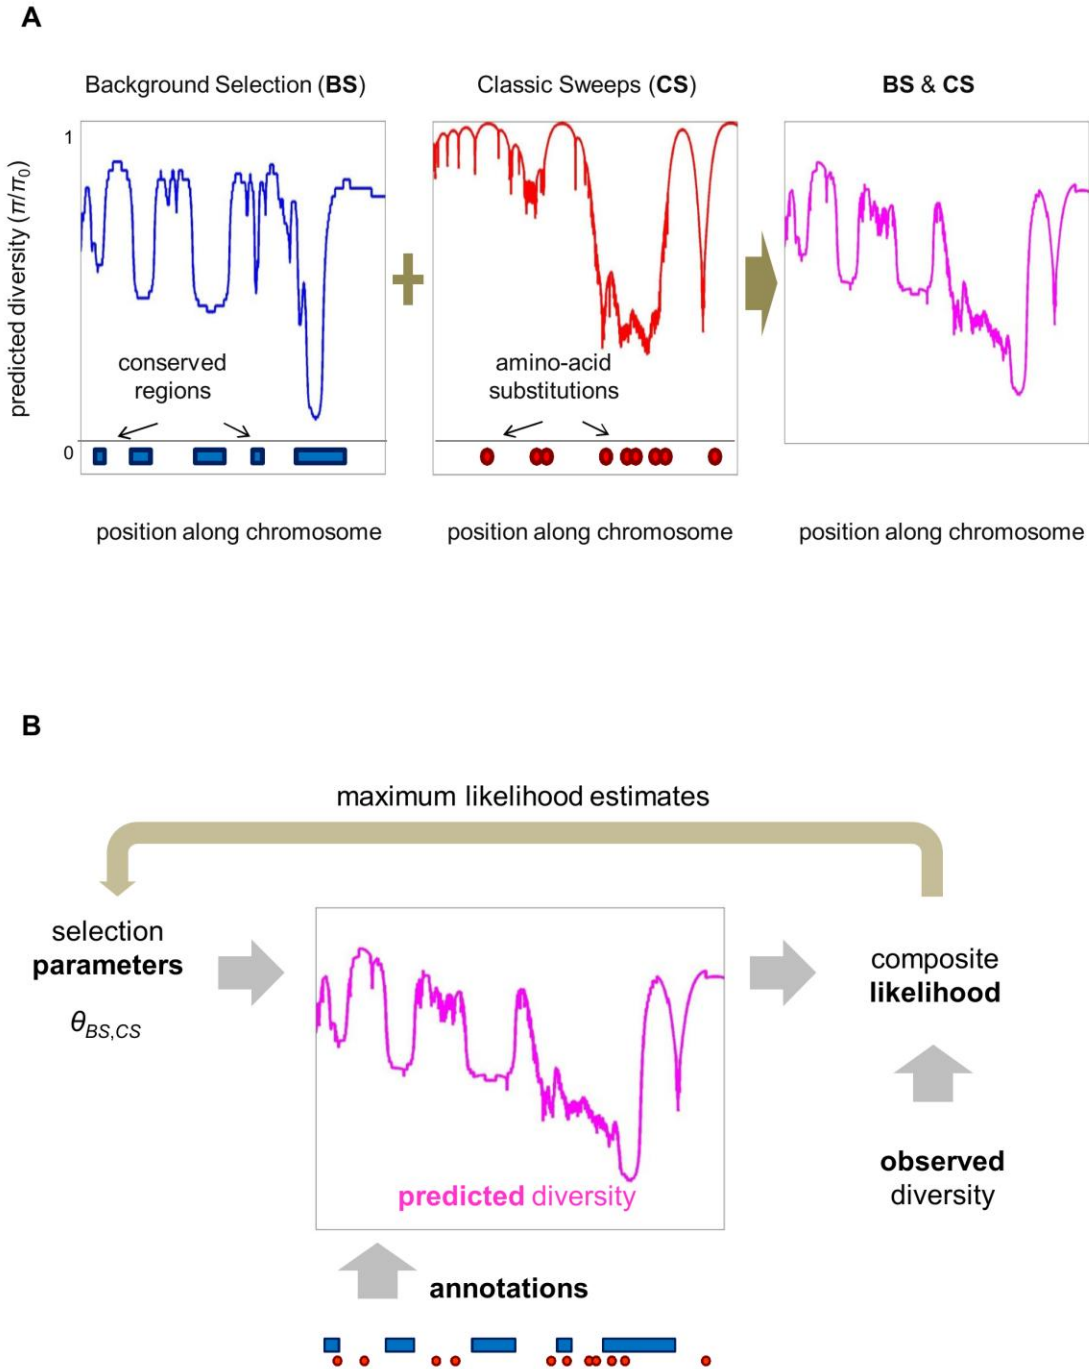 A
Background Selection (BS)
Classic Sweeps (CS)
BS & CS
predicted diversity (π/π₀)
1
0
conserved
regions
amino-acid
substitutions
position along chromosome
position along chromosome
position along chromosome
B
maximum likelihood estimates
selection
parameters
θBS,CS
composite
likelihood
observed
diversity
predicted diversity
annotations